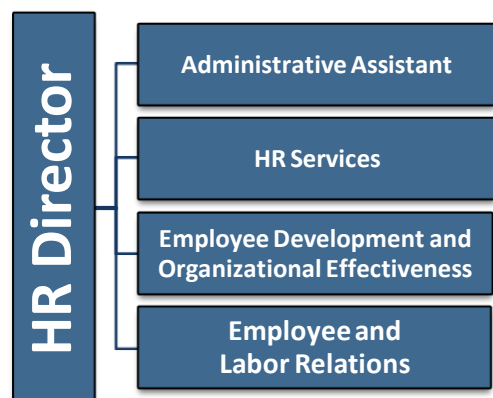 HR Director
Administrative Assistant
HR Services
Employee Development and
Organizational Effectiveness
Employee and
Labor Relations